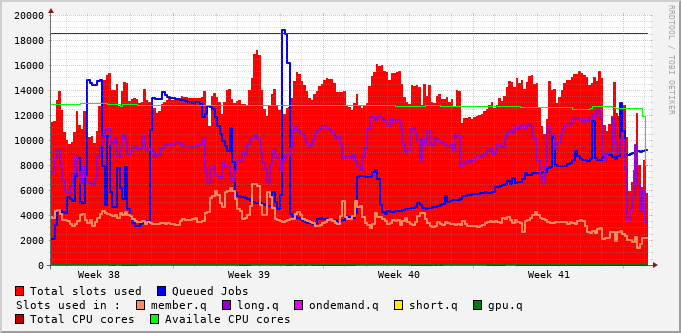 20000
18000
16000
14000
12000
10000
8000
6000
4000
2000
0
Week 38 Week 39 Week 40 Week 41
Total slots used Queued Jobs
Slots used in : member.q long.q ondemand.q short.q gpu.q
Total CPU cores Availale CPU cores
RRDTOOL / TOBI OETIKER